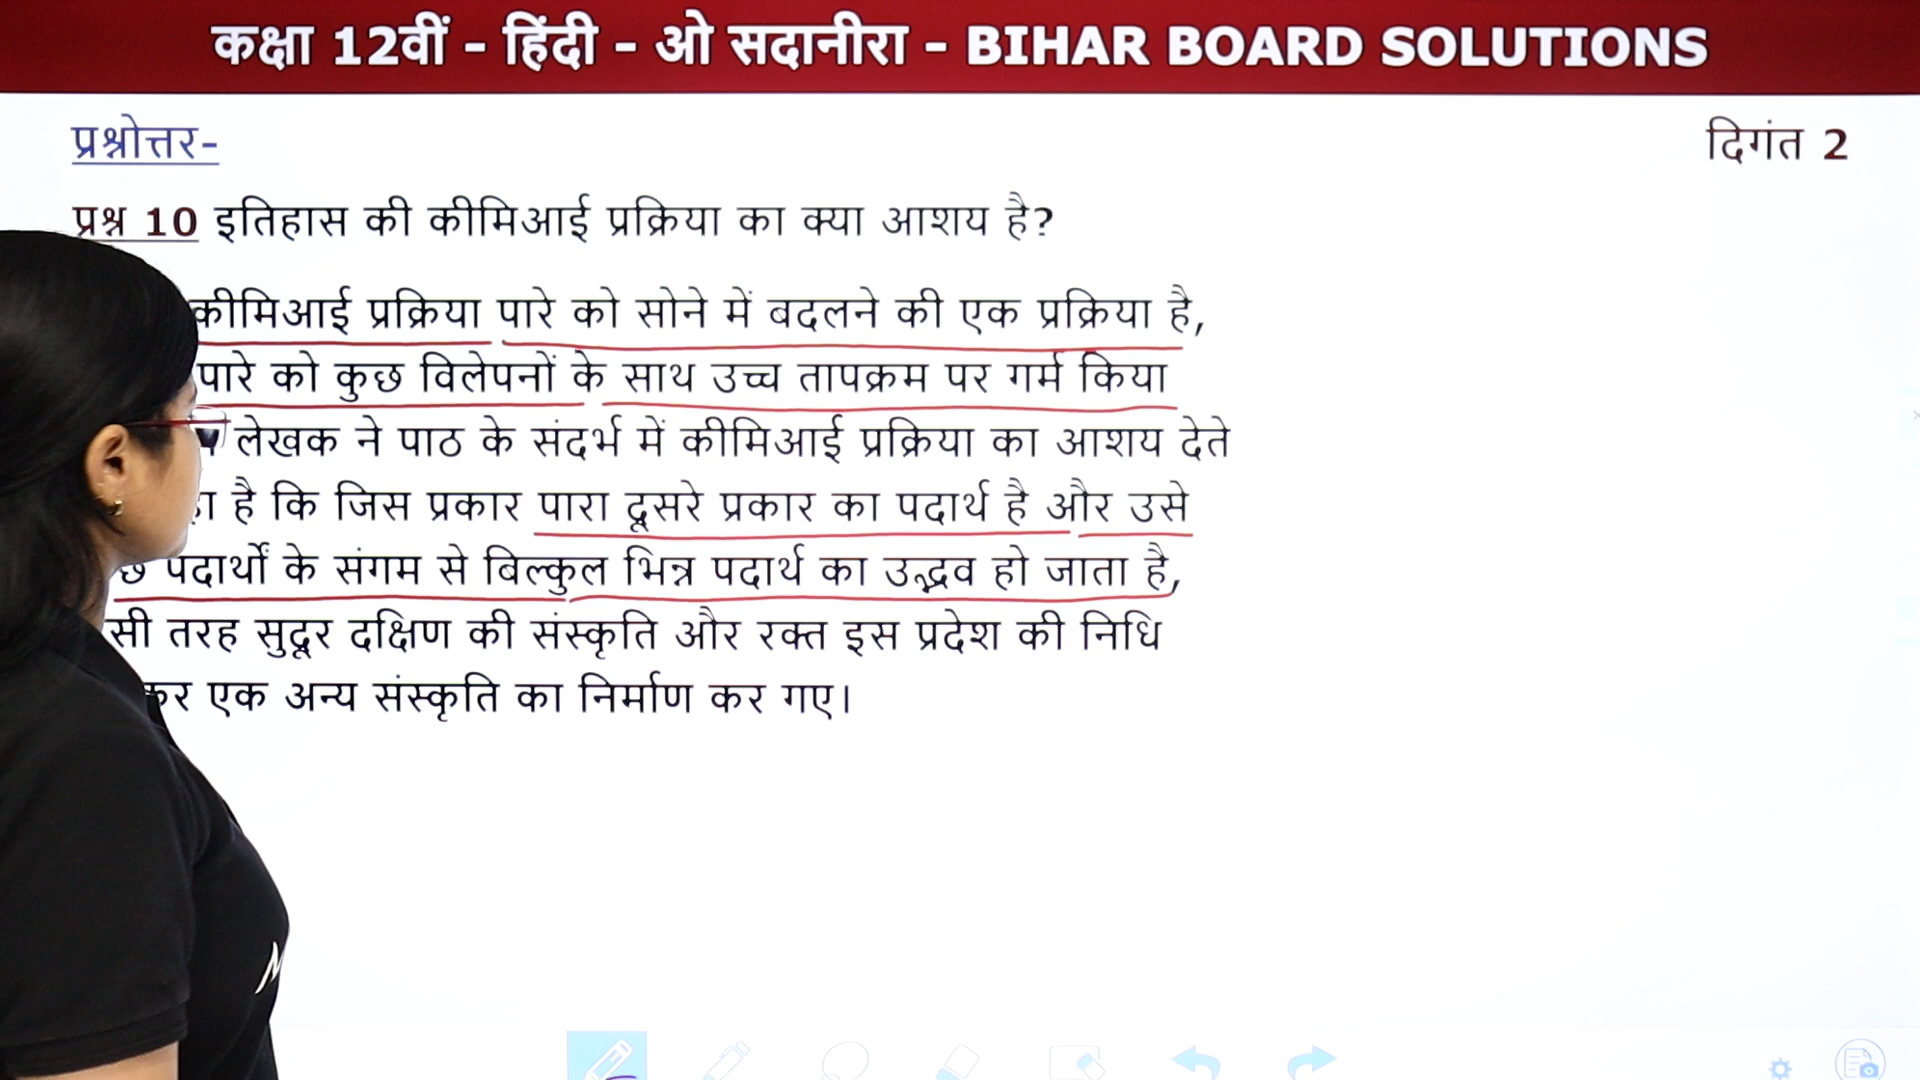 कक्षा 12वीं - हिंदी - ओ सदानीरा - BIHAR BOARD SOLUTIONS
प्रश्नोत्तर-
दिगंत 2
प्रश्न 10 इतिहास की कीमिआई प्रक्रिया का क्या आशय है?
कीमिआई प्रक्रिया पारे को सोने में बदलने की एक प्रक्रिया है,
पारे को कुछ विलेपनों के साथ उच्च तापक्रम पर गर्म किया
लेखक ने पाठ के संदर्भ में कीमिआई प्रक्रिया का आशय देते
है कि जिस प्रकार पारा दूसरे प्रकार का पदार्थ है और उसे
पदार्थों के संगम से बिल्कुल भिन्न पदार्थ का उद्भव हो जाता है,
तरह सुदूर दक्षिण की संस्कृति और रक्त इस प्रदेश की निधि
एक अन्य संस्कृति का निर्माण कर गए।